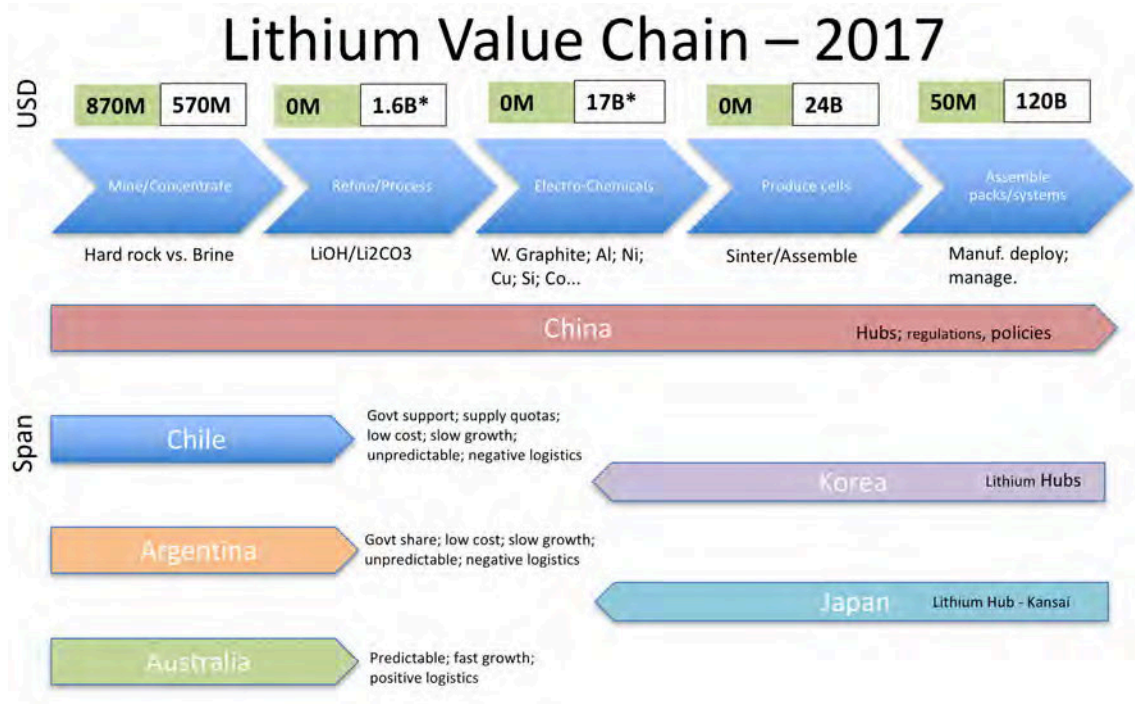 Lithium Value Chain – 2017
USD
870M 570M 0M 1.6B* 0M 17B* 0M 24B 50M 120B
Mine/Concentrate
Refine/Process
Electro-Chemicals
Produce cells
Assemble
packs/systems
Hard rock vs. Brine
LiOH/Li2CO3
W. Graphite; Al; Ni;
Cu; Si; Co...
Sinter/Assemble
Manuf. deploy;
manage.
China
Hubs; regulations, policies
Span
Chile
Govt support; supply quotas;
low cost; slow growth;
unpredictable; negative logistics
Korea
Lithium Hubs
Argentina
Govt share; low cost; slow growth;
unpredictable; negative logistics
Japan
Lithium Hub - Kansai
Australia
Predictable; fast growth;
positive logistics